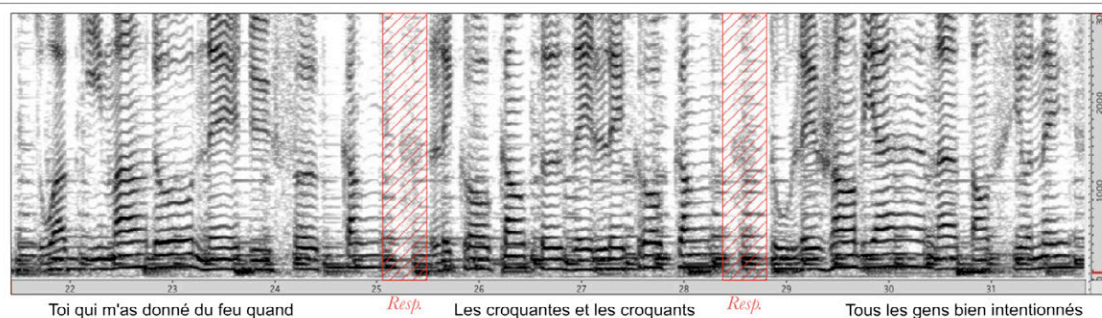 2000
1000
22 23 24 25 26 27 28 29 30 31
Resp. Resp.
Toi qui m'as donné du feu quand Les croquantes et les croquants Tous les gens bien intentionnés